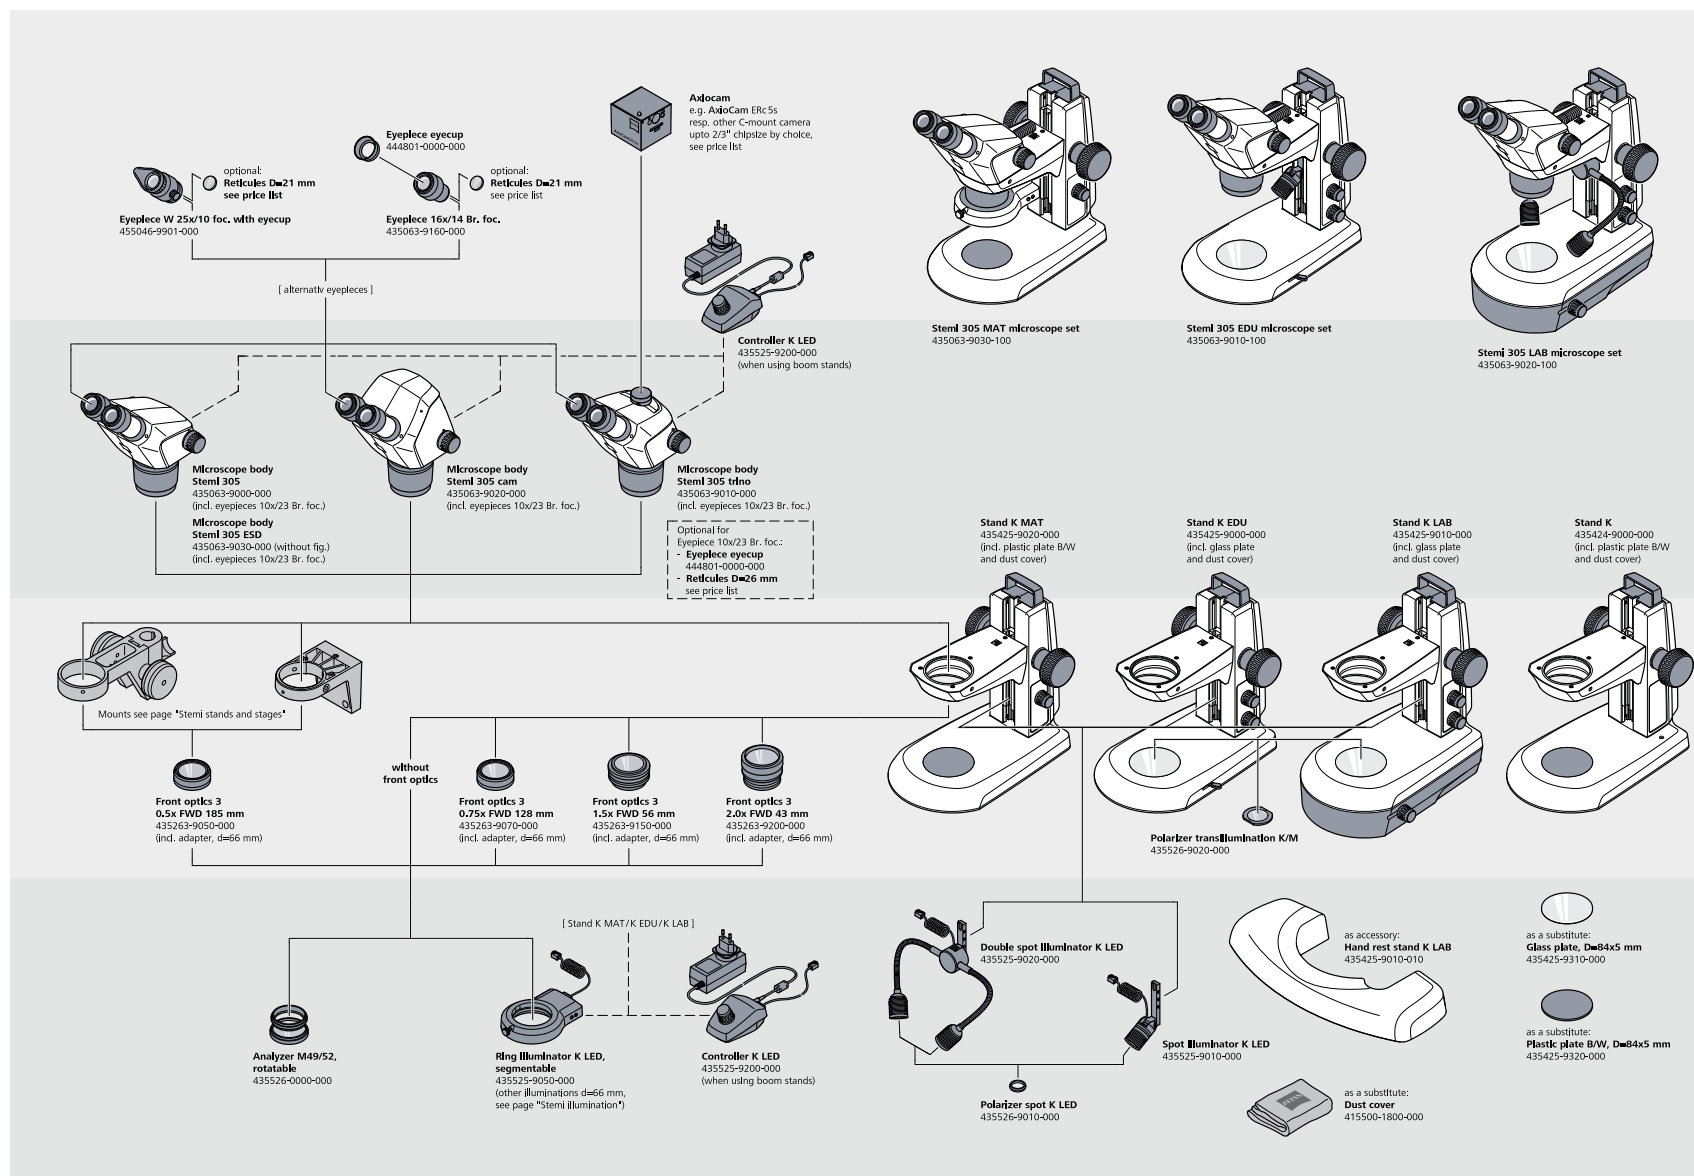 Axiocam
e.g. AxioCam ERc 5s
resp. other C-mount camera
upto 2/3" chipsize by choice,
see price list
Eyepiece eyecup
444801-0000-000
optional:
Reticules D=21 mm
see price list
optional:
Reticules D=21 mm
see price list
Eyepiece W 25x/10 foc. with eyecup
455046-9901-000
Eyepiece 16x/14 Br. foc.
435063-9160-000
[ alternativ eyepieces ]
Controller K LED
435525-9200-000
(when using boom stands)
Stemi 305 MAT microscope set
435063-9030-100
Stemi 305 EDU microscope set
435063-9010-100
Stemi 305 LAB microscope set
435063-9020-100
Microscope body
Stemi 305
435063-9000-000
(incl. eyepieces 10x/23 Br. foc.)
Microscope body
Stemi 305 ESD
435063-9030-000 (without fig.)
(incl. eyepieces 10x/23 Br. foc.)
Microscope body
Stemi 305 cam
435063-9020-000
(incl. eyepieces 10x/23 Br. foc.)
Microscope body
Stemi 305 trino
435063-9010-000
(incl. eyepieces 10x/23 Br. foc.)
Optional for
Eyepiece 10x/23 Br. foc.:
- Eyepiece eyecup
444801-0000-000
- Reticules D=26 mm
see price list
Stand K MAT
435425-9020-000
(incl. plastic plate B/W
and dust cover)
Stand K EDU
435425-9000-000
(incl. glass plate
and dust cover)
Stand K LAB
435425-9010-000
(incl. glass plate
and dust cover)
Stand K
435424-9000-000
(incl. plastic plate B/W
and dust cover)
Mounts see page "Stemi stands and stages"
without
front optics
Front optics 3
0.5x FWD 185 mm
435263-9050-000
(incl. adapter, d=66 mm)
Front optics 3
0.75x FWD 128 mm
435263-9070-000
(incl. adapter, d=66 mm)
Front optics 3
1.5x FWD 56 mm
435263-9150-000
(incl. adapter, d=66 mm)
Front optics 3
2.0x FWD 43 mm
435263-9200-000
(incl. adapter, d=66 mm)
Polarizer transillumination K/M
435526-9020-000
[ Stand K MAT/K EDU/K LAB ]
Analyzer M49/52,
rotatable
435526-0000-000
Ring illuminator K LED,
segmentable
435525-9050-000
(other illuminations d=66 mm,
see page "Stemi illumination")
Controller K LED
435525-9200-000
(when using boom stands)
Double spot illuminator K LED
435525-9020-000
Spot illuminator K LED
435525-9010-000
Polarizer spot K LED
435526-9010-000
as accessory:
Hand rest stand K LAB
435425-9010-010
as a substitute:
Glass plate, D=84x5 mm
435425-9310-000
as a substitute:
Plastic plate B/W, D=84x5 mm
435425-9320-000
ZEISS
as a substitute:
Dust cover
415500-1800-000